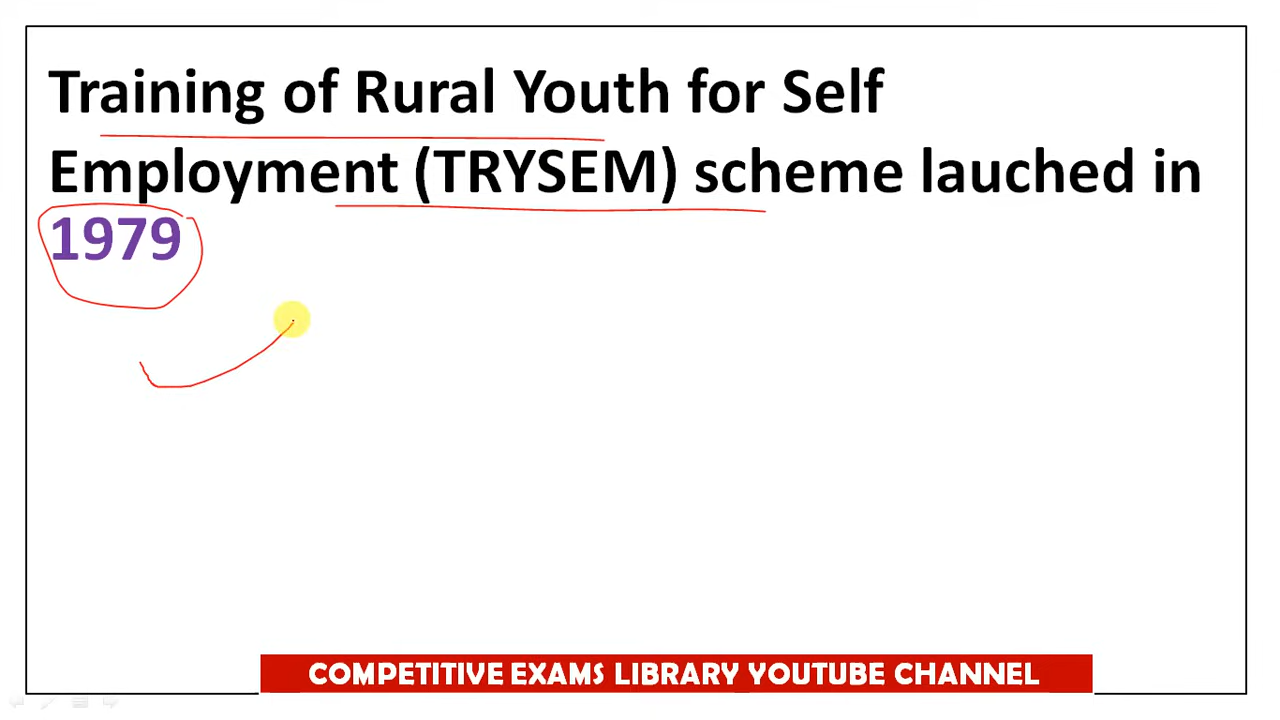 Training of Rural Youth for Self
Employment (TRYSEM) scheme lauched in
1979
COMPETITIVE EXAMS LIBRARY YOUTUBE CHANNEL